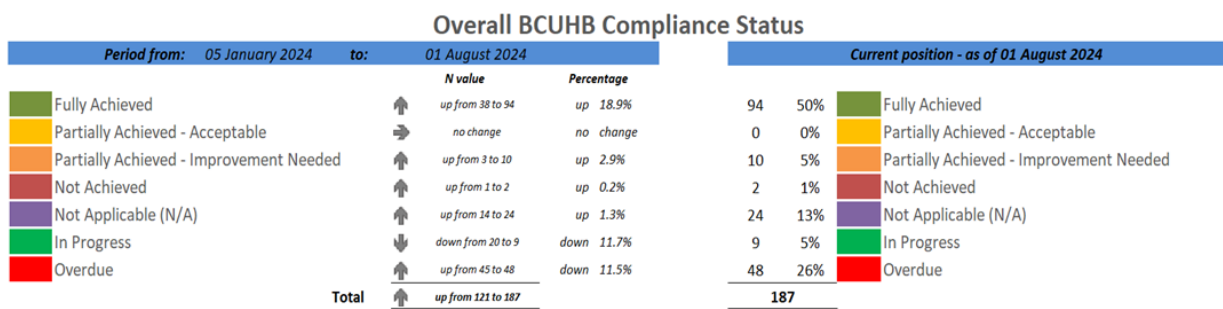 Overall BCUHB Compliance Status
Period from: 05 January 2024 to: 01 August 2024 Current position - as of 01 August 2024
N value Percentage
Fully Achieved up from 38 to 94 up 18.9% 94 50% Fully Achieved
Partially Achieved - Acceptable no change no change 0 0% Partially Achieved - Acceptable
Partially Achieved - Improvement Needed up from 3 to 10 up 2.9% 10 5% Partially Achieved - Improvement Needed
Not Achieved up from 1 to 2 up 0.2% 2 1% Not Achieved
Not Applicable (N/A) up from 14 to 24 up 1.3% 24 13% Not Applicable (N/A)
In Progress down from 20 to 9 down 11.7% 9 5% In Progress
Overdue up from 45 to 48 down 11.5% 48 26% Overdue
Total up from 121 to 187 187